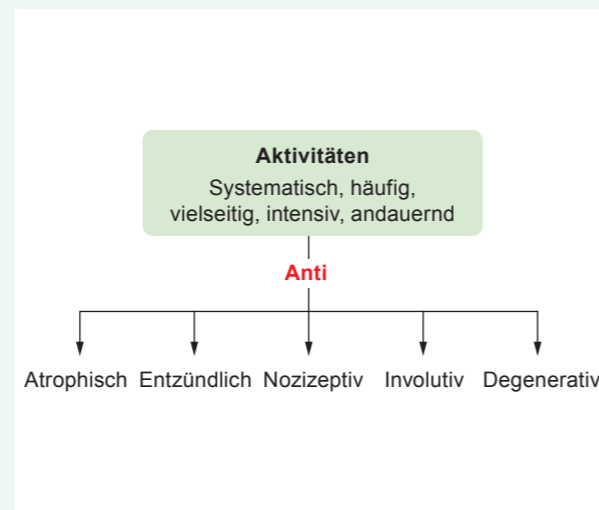 Aktivitäten
Systematisch, häufig,
vielseitig, intensiv, andauernd
Anti
Atrophisch Entzündlich Nozizeptiv Involutiv Degenerativ